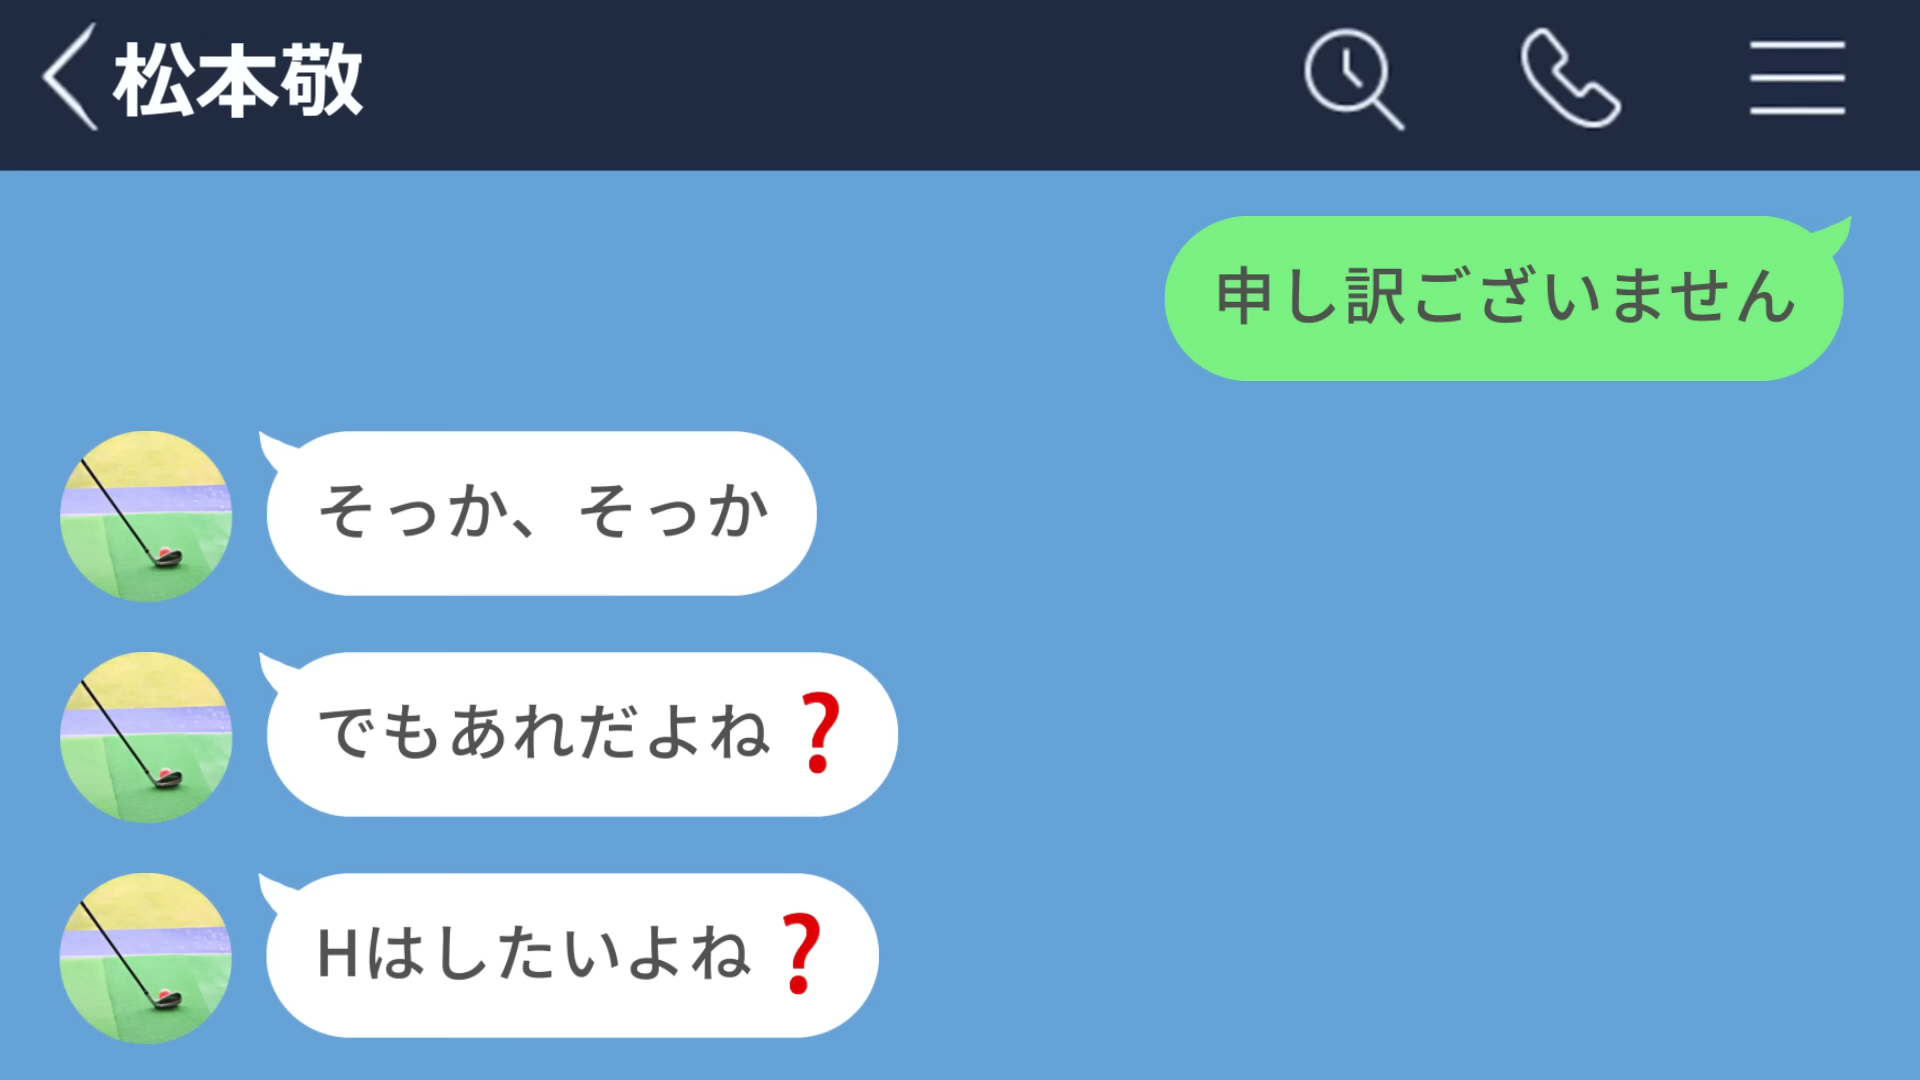 松本敬
申し訳ございません
そっか、そっか
でもあれだよね❓
Hはしたいよね❓